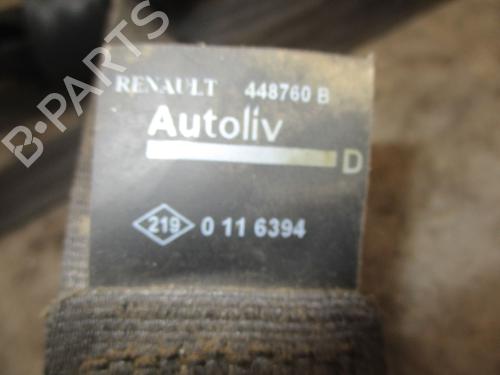 B-PARTS
RENAULT 448760 B
Autoliv
D
219 0 11 6394